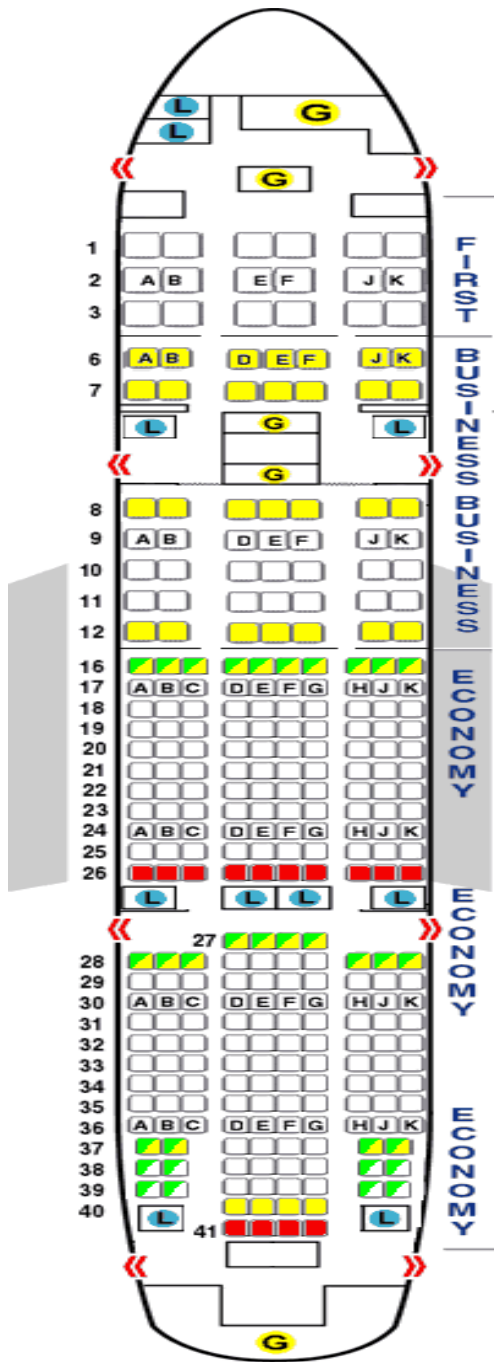 L
L
G
G
1
2 A B E F J K
3
FIRST
6 A B D E F J K
7
BUSINESS
L G L
G
8
9 A B D E F J K
10
11
12
BUSINESS
16
17 A B C D E F G H J K
18
19
20
21
22
23
24 A B C D E F G H J K
25
26
ECONOMY
L L L L
27
28
29
30 A B C D E F G H J K
31
32
33
34
35
36 A B C D E F G H J K
ECONOMY
37
38
39
40
L L
41
ECONOMY
G